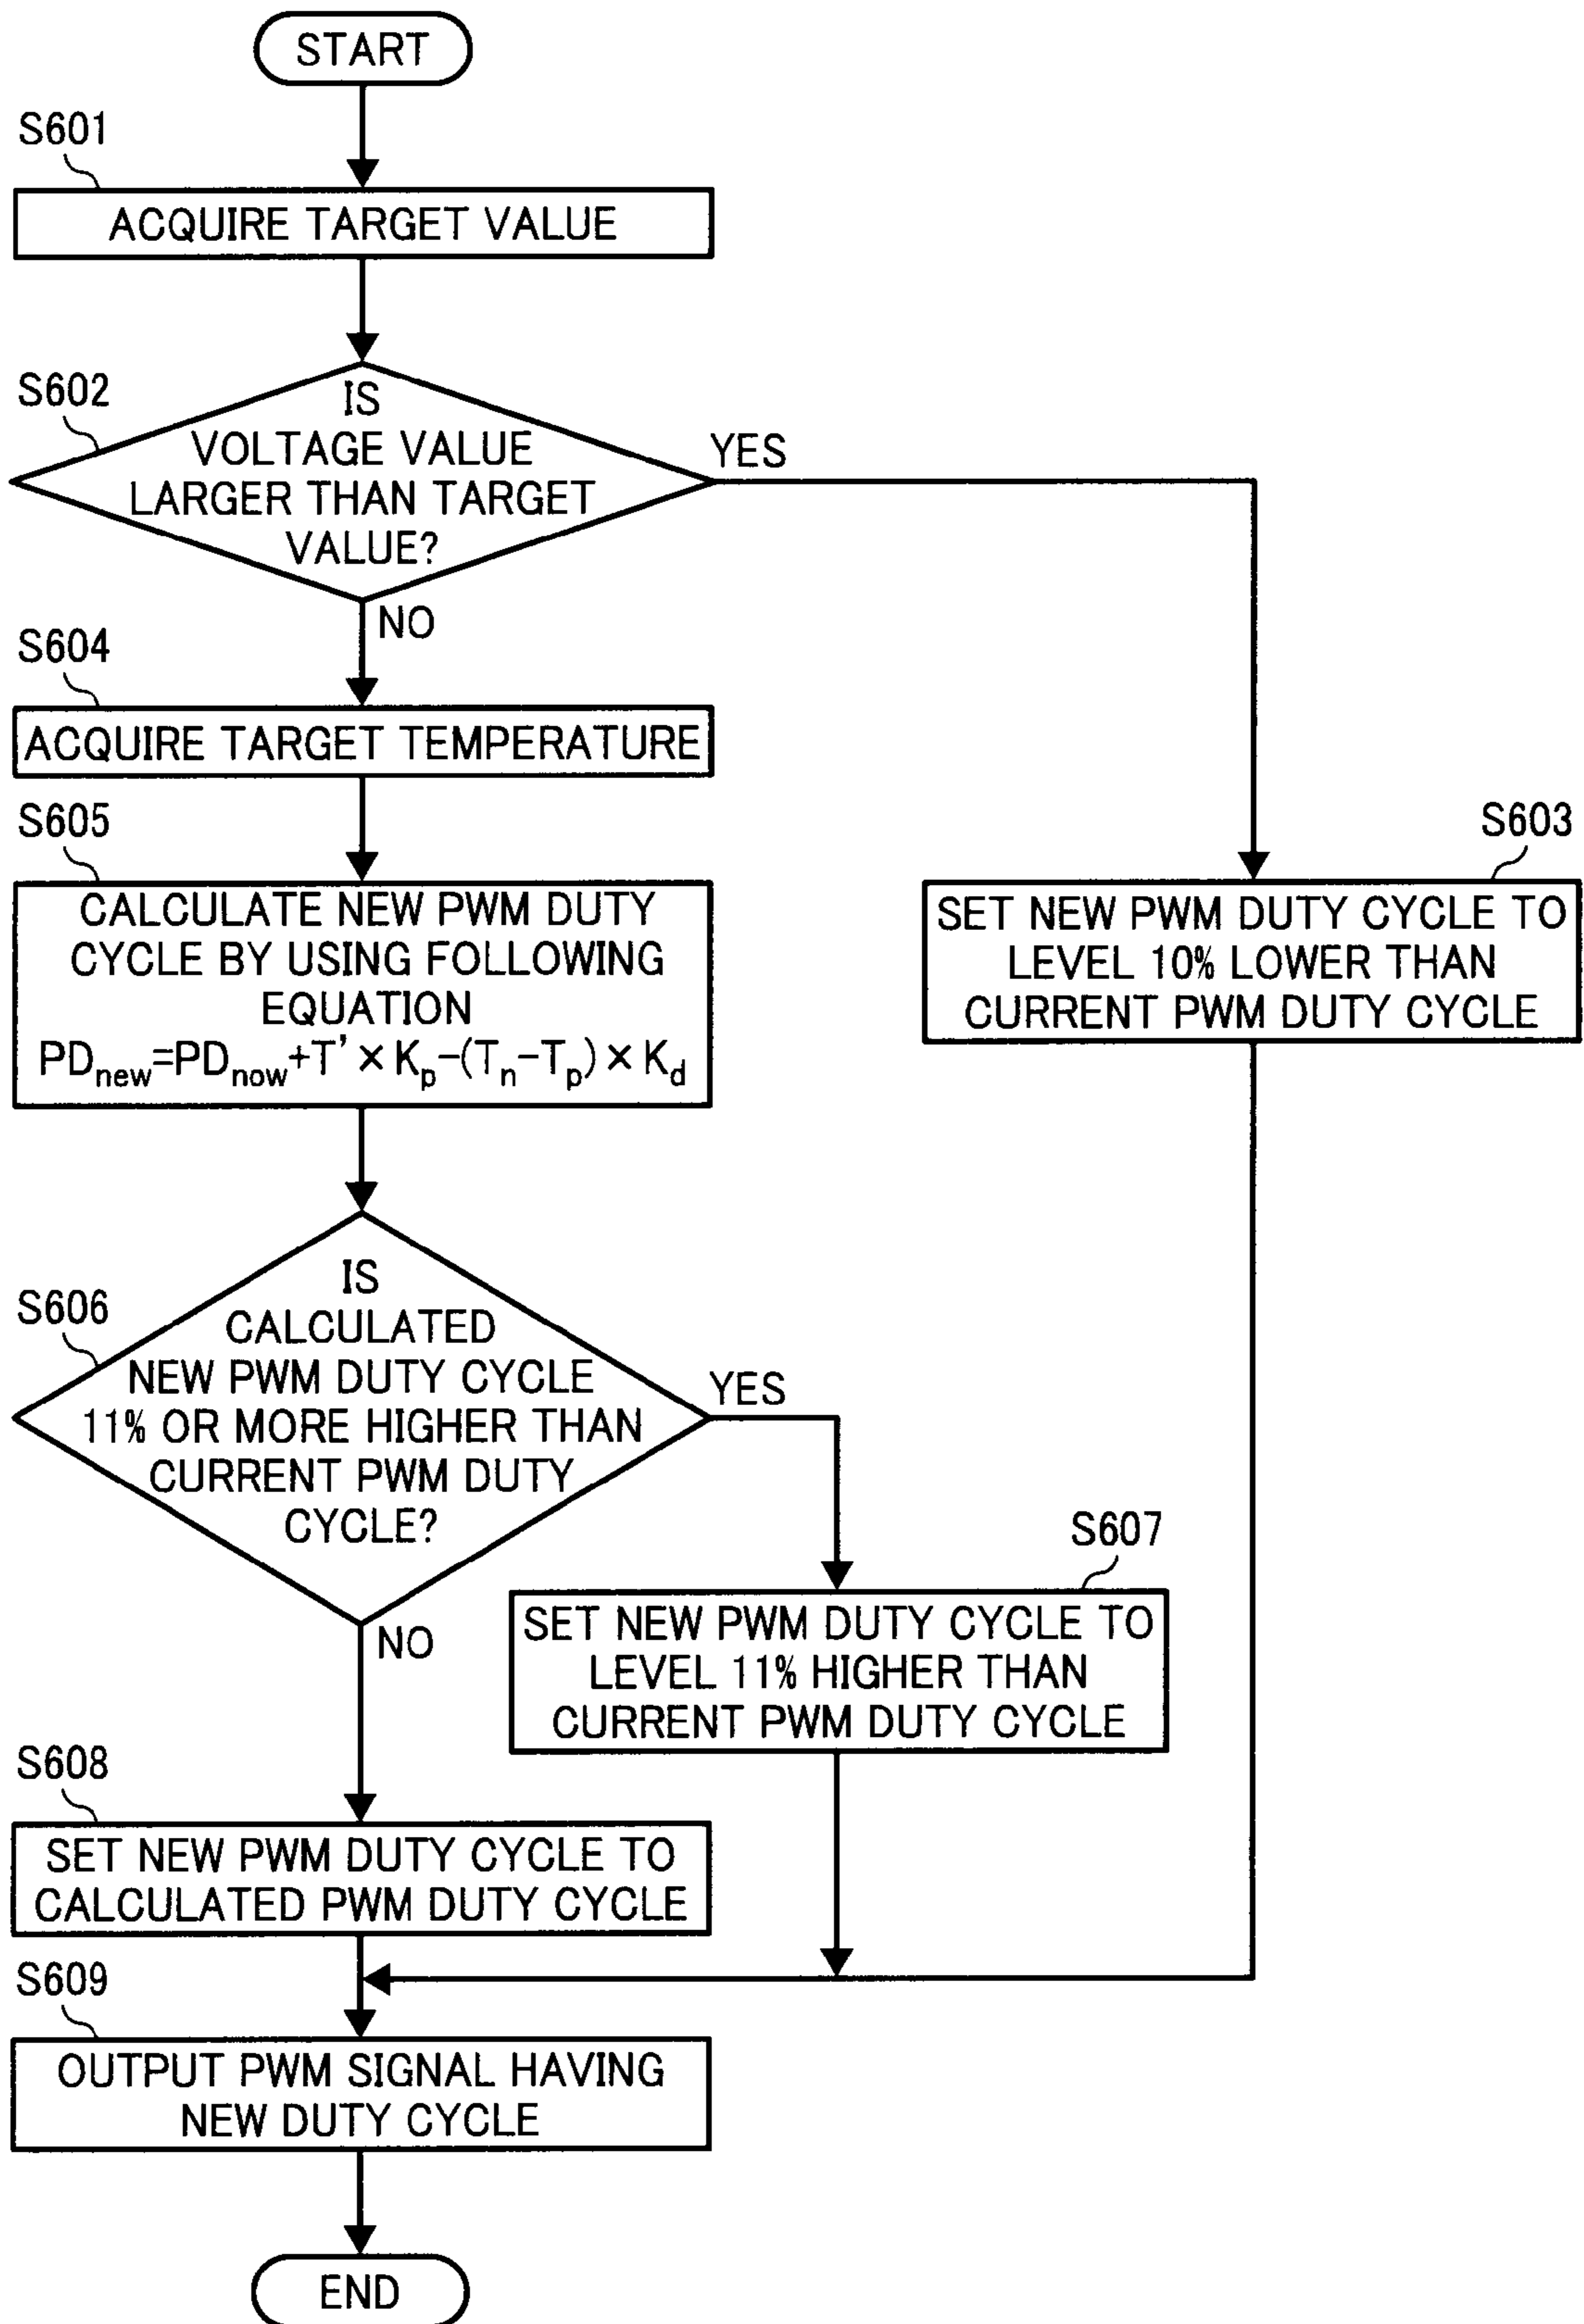 START
S601
ACQUIRE TARGET VALUE
S602
IS
VOLTAGE VALUE
LARGER THAN TARGET
VALUE?
YES
NO
S604
ACQUIRE TARGET TEMPERATURE
S605
CALCULATE NEW PWM DUTY
CYCLE BY USING FOLLOWING
EQUATION
PDnew=PDnow+T'×Kp-(Tn-Tp)×Kd
S603
SET NEW PWM DUTY CYCLE TO
LEVEL 10% LOWER THAN
CURRENT PWM DUTY CYCLE
S606
IS
CALCULATED
NEW PWM DUTY CYCLE
11% OR MORE HIGHER THAN
CURRENT PWM DUTY
CYCLE?
YES
NO
S607
SET NEW PWM DUTY CYCLE TO
LEVEL 11% HIGHER THAN
CURRENT PWM DUTY CYCLE
S608
SET NEW PWM DUTY CYCLE TO
CALCULATED PWM DUTY CYCLE
S609
OUTPUT PWM SIGNAL HAVING
NEW DUTY CYCLE
END